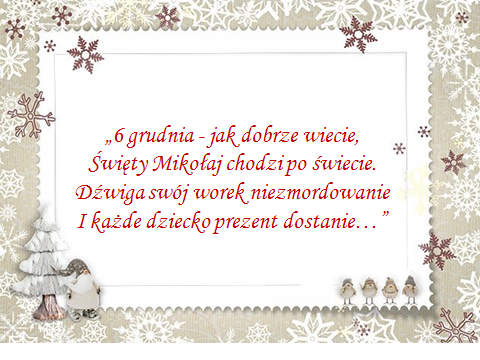 „6 grudnia - jak dobrze wiecie,
Święty Mikołaj chodzi po świecie.
Dźwiga swój worek niezmordowanie
I każde dziecko prezent dostanie…”